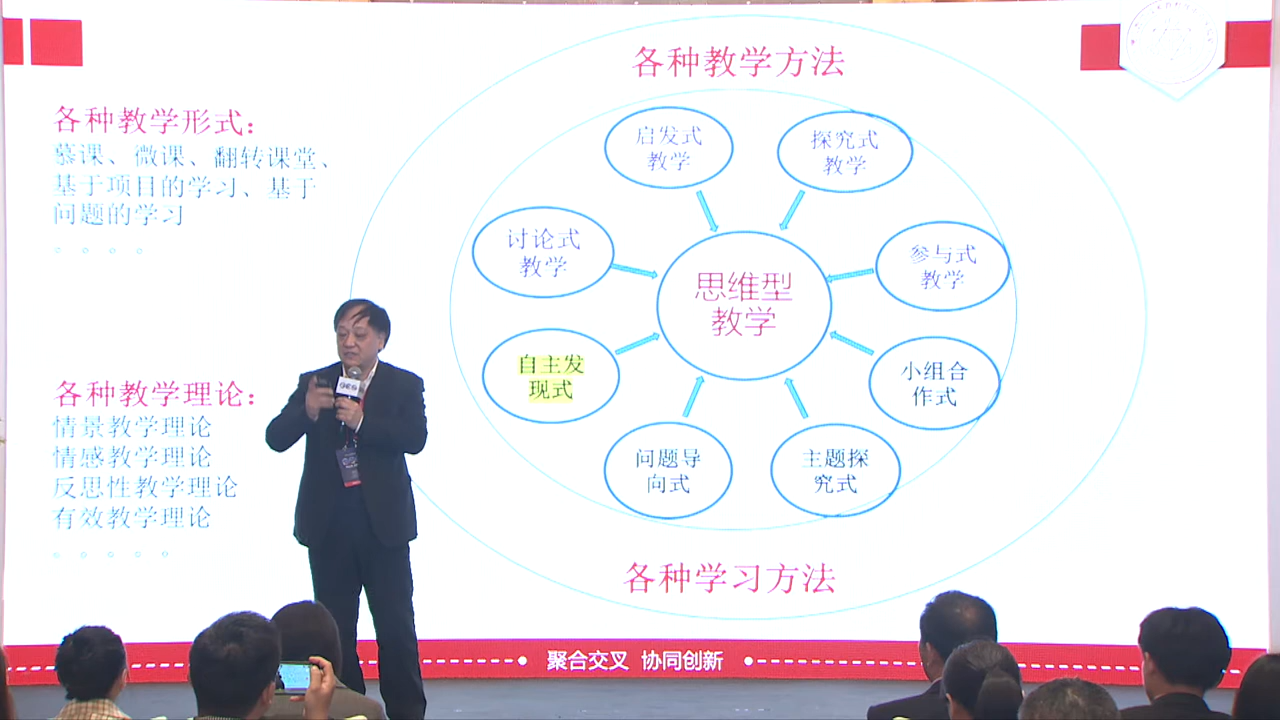 各种教学方法
各种教学形式：
慕课、微课、翻转课堂、
基于项目的学习、基于
问题的学习
。。。。
启发式
教学
探究式
教学
讨论式
教学
参与式
教学
思维型
教学
自主发
现式
小组合
作式
问题导
向式
主题探
究式
各种教学理论：
情景教学理论
情感教学理论
反思性教学理论
有效教学理论
。。。。。
各种学习方法
GES
聚合交叉 协同创新